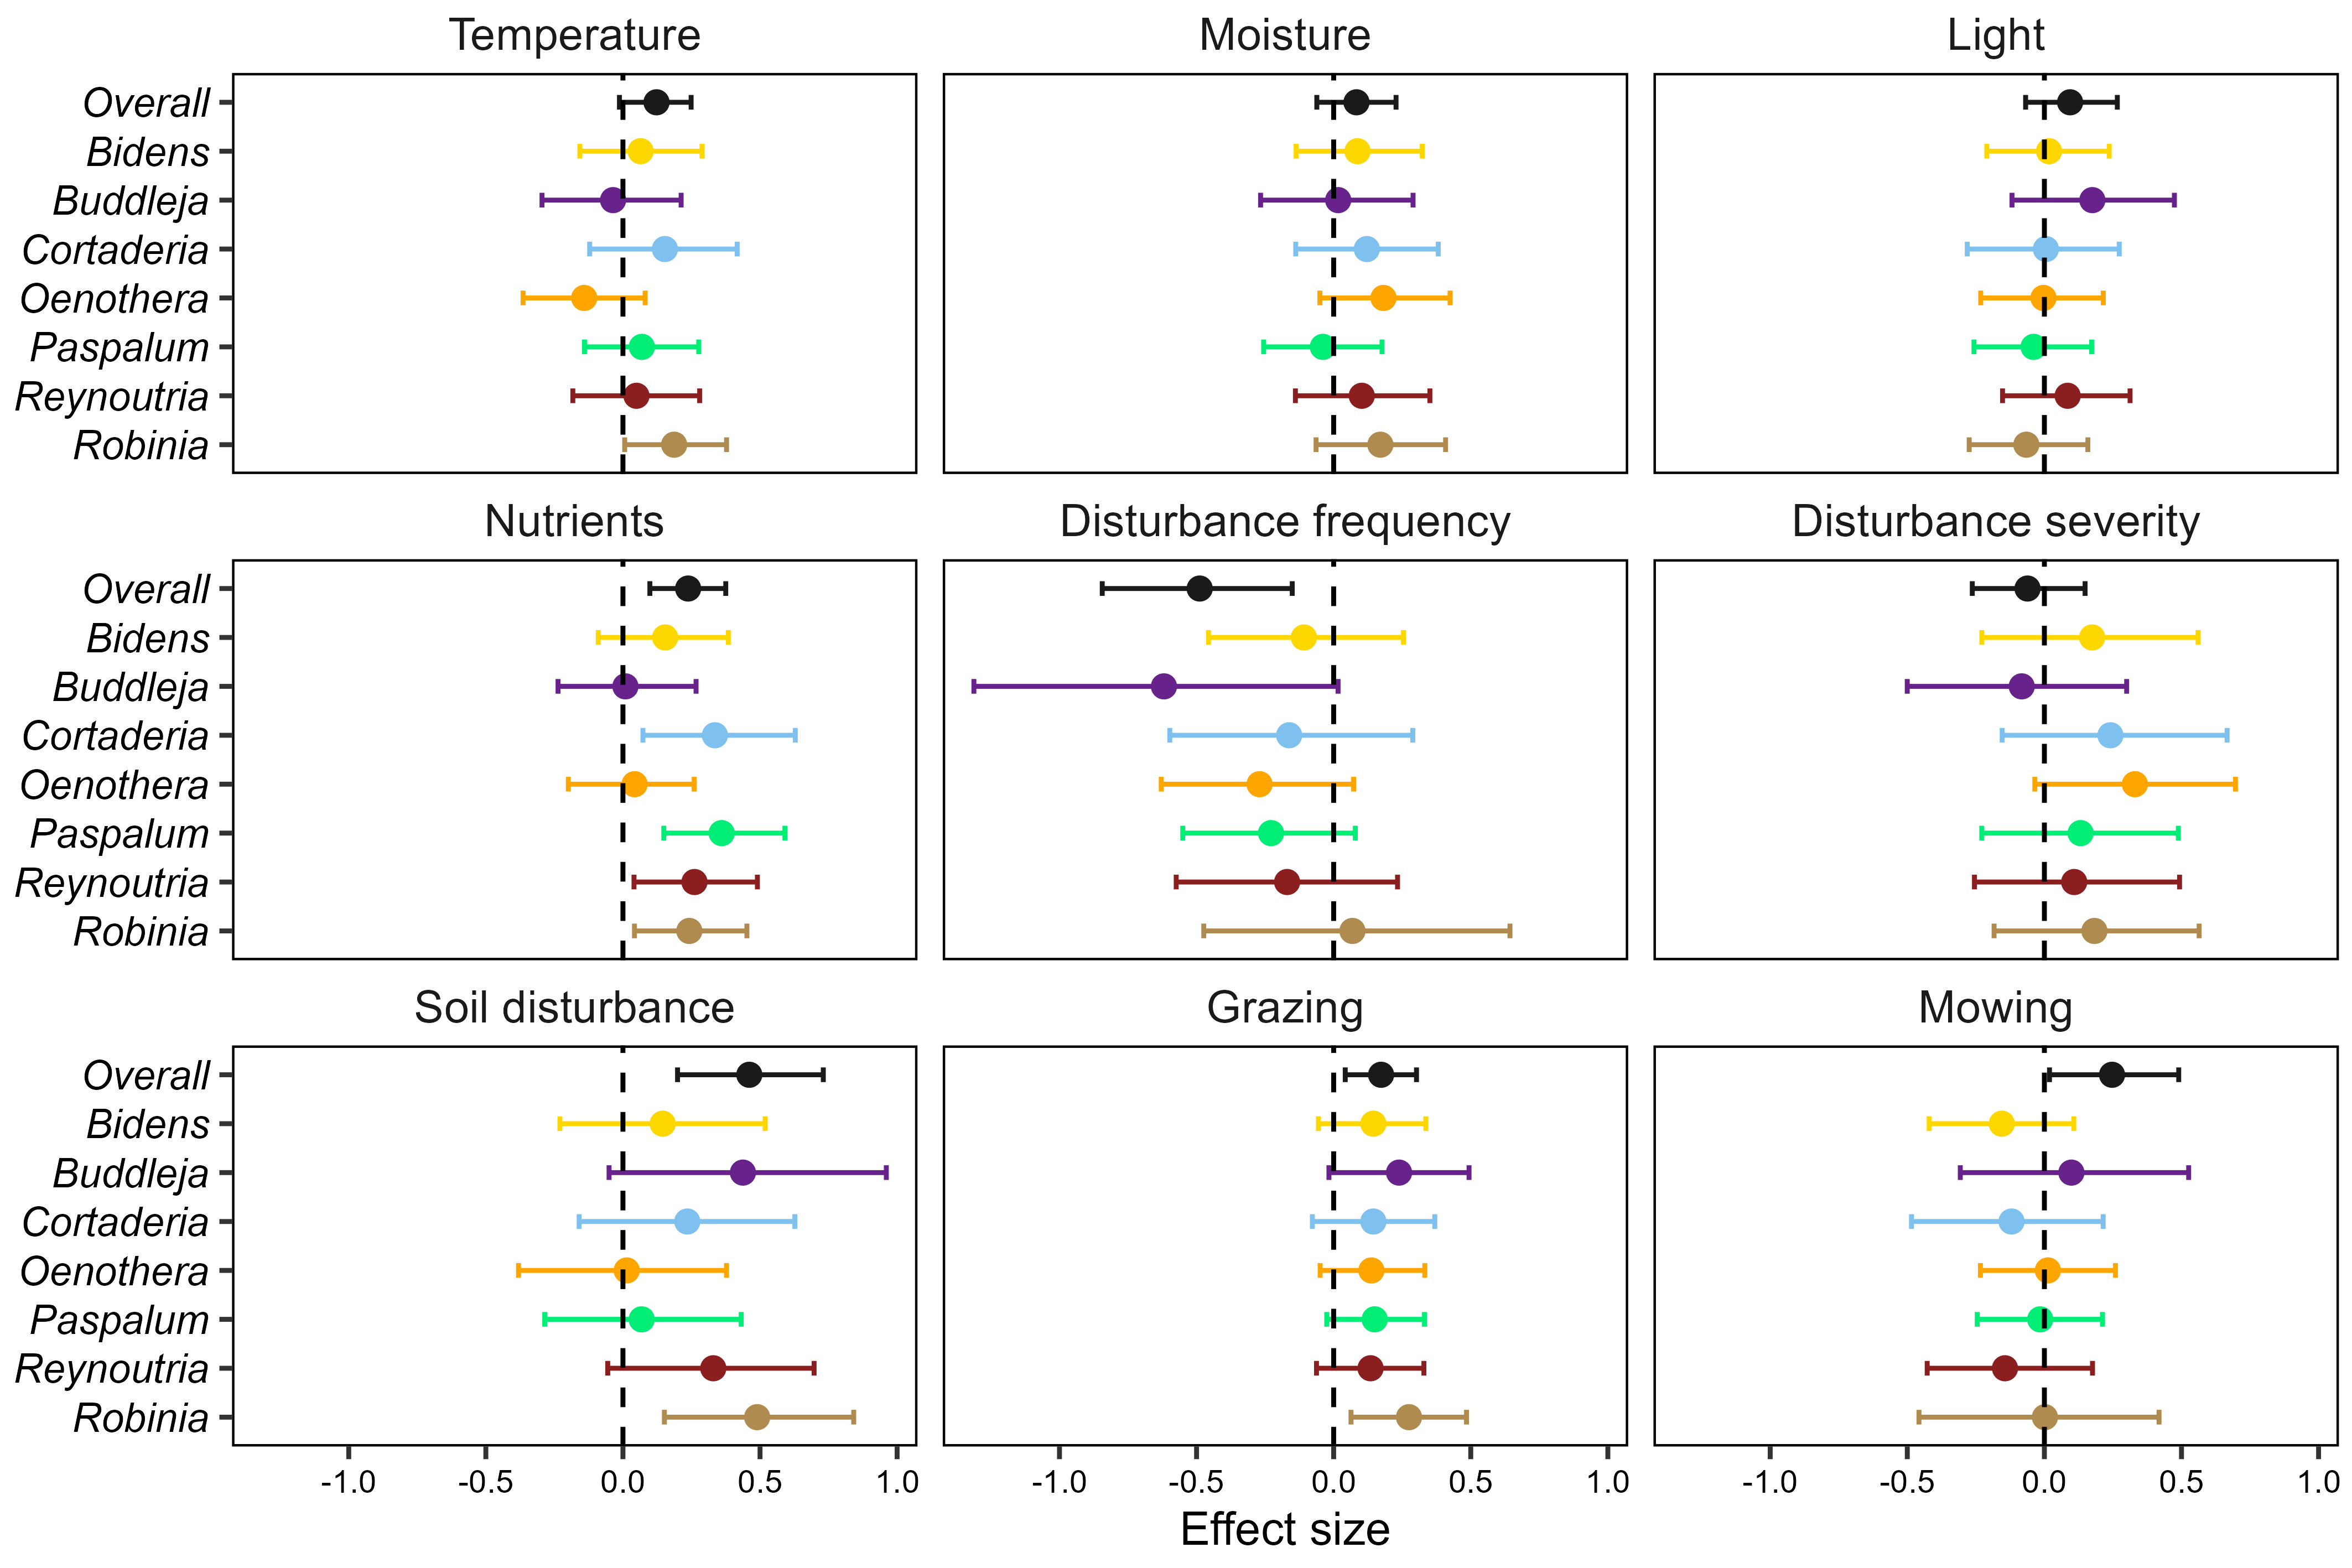 Temperature Moisture Light
Overall
Bidens
Buddleja
Cortaderia
Oenothera
Paspalum
Reynoutria
Robinia
Nutrients Disturbance frequency Disturbance severity
Overall
Bidens
Buddleja
Cortaderia
Oenothera
Paspalum
Reynoutria
Robinia
Soil disturbance Grazing Mowing
Overall
Bidens
Buddleja
Cortaderia
Oenothera
Paspalum
Reynoutria
Robinia
-1.0 -0.5 0.0 0.5 1.0 -1.0 -0.5 0.0 0.5 1.0 -1.0 -0.5 0.0 0.5 1.0
Effect size